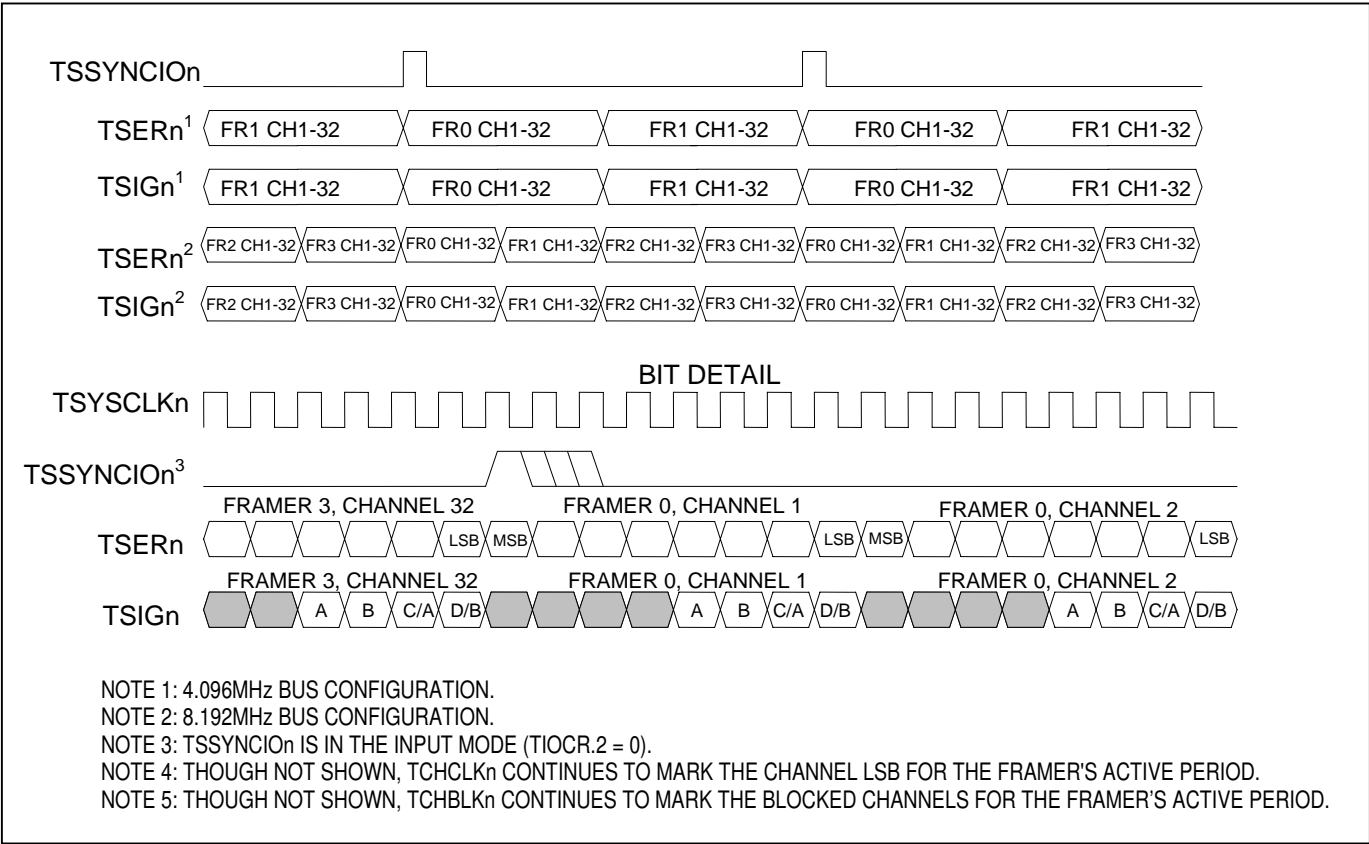 TSSYNCIOn
TSERn1 FR1 CH1-32 FR0 CH1-32 FR1 CH1-32 FR0 CH1-32 FR1 CH1-32
TSIGn1 FR1 CH1-32 FR0 CH1-32 FR1 CH1-32 FR0 CH1-32 FR1 CH1-32
TSERn2 FR2 CH1-32 FR3 CH1-32 FR0 CH1-32 FR1 CH1-32 FR2 CH1-32 FR3 CH1-32 FR0 CH1-32 FR1 CH1-32 FR2 CH1-32 FR3 CH1-32
TSIGn2 FR2 CH1-32 FR3 CH1-32 FR0 CH1-32 FR1 CH1-32 FR2 CH1-32 FR3 CH1-32 FR0 CH1-32 FR1 CH1-32 FR2 CH1-32 FR3 CH1-32
BIT DETAIL
TSYSCLKn
TSSYNCIOn3
FRAMER 3, CHANNEL 32 FRAMER 0, CHANNEL 1 FRAMER 0, CHANNEL 2
TSERn LSB MSB LSB MSB LSB
FRAMER 3, CHANNEL 32 FRAMER 0, CHANNEL 1 FRAMER 0, CHANNEL 2
TSIGn A B C/A D/B A B C/A D/B A B C/A D/B
NOTE 1: 4.096MHz BUS CONFIGURATION.
NOTE 2: 8.192MHz BUS CONFIGURATION.
NOTE 3: TSSYNCIOn IS IN THE INPUT MODE (TIOCR.2 = 0).
NOTE 4: THOUGH NOT SHOWN, TCHCLKn CONTINUES TO MARK THE CHANNEL LSB FOR THE FRAMER'S ACTIVE PERIOD.
NOTE 5: THOUGH NOT SHOWN, TCHBLKn CONTINUES TO MARK THE BLOCKED CHANNELS FOR THE FRAMER'S ACTIVE PERIOD.